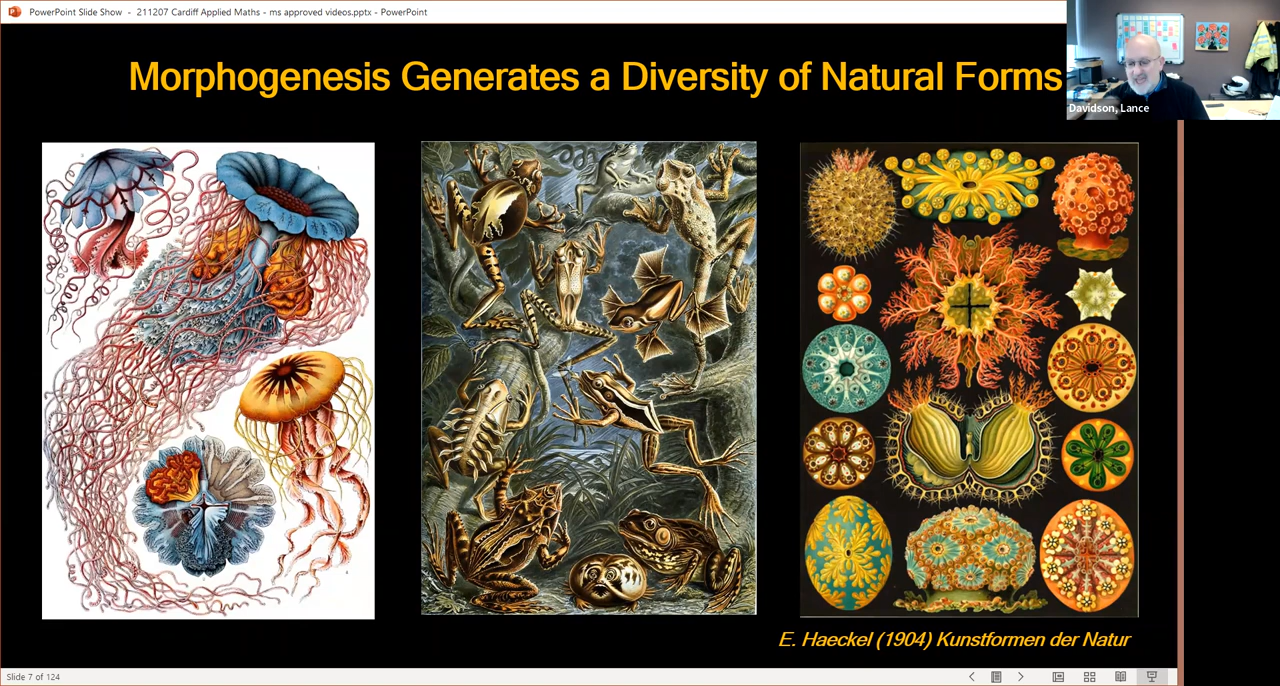 PowerPoint Slide Show - 211207 Cardiff Applied Maths - ms approved videos.pptx - PowerPoint
Morphogenesis Generates a Diversity of Natural Forms
Davidson, Lance
E. Haeckel (1904) Kunstformen der Natur
Slide 7 of 124